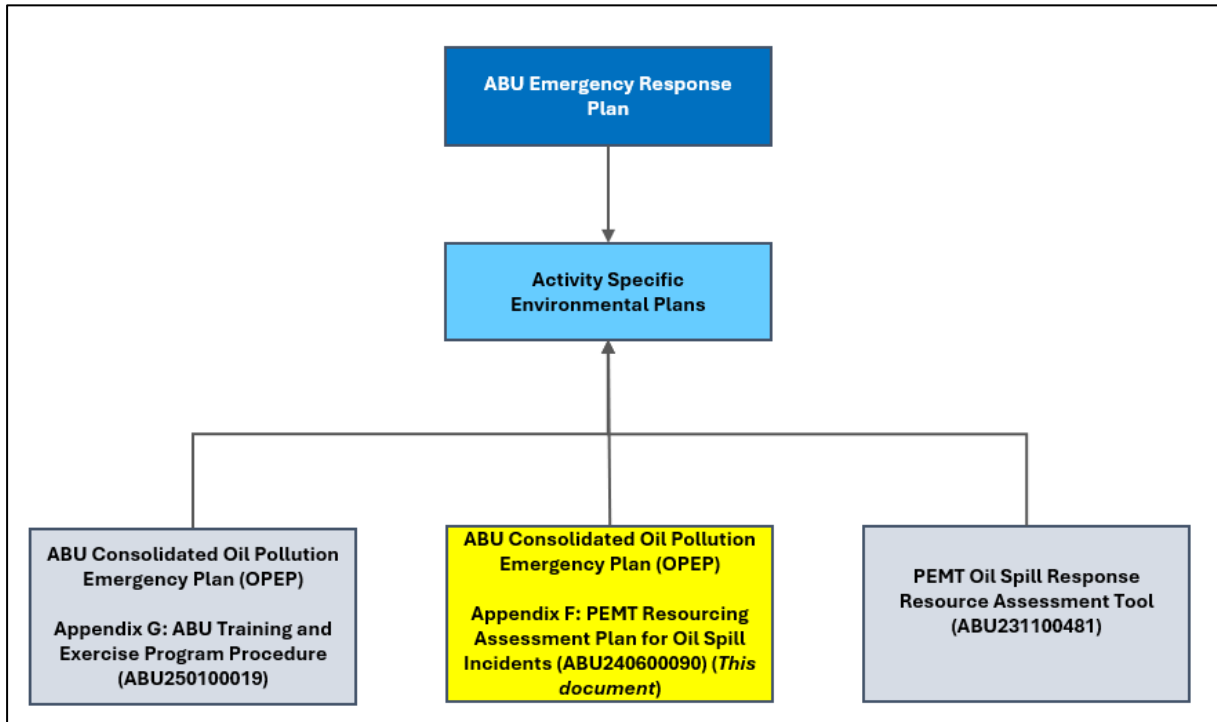 ABU Emergency Response
Plan
Activity Specific
Environmental Plans
ABU Consolidated Oil Pollution
Emergency Plan (OPEP)
Appendix G: ABU Training and
Exercise Program Procedure
(ABU250100019)
ABU Consolidated Oil Pollution
Emergency Plan (OPEP)
Appendix F: PEMT Resourcing
Assessment Plan for Oil Spill
Incidents (ABU240600090) (This
document)
PEMT Oil Spill Response
Resource Assessment Tool
(ABU231100481)